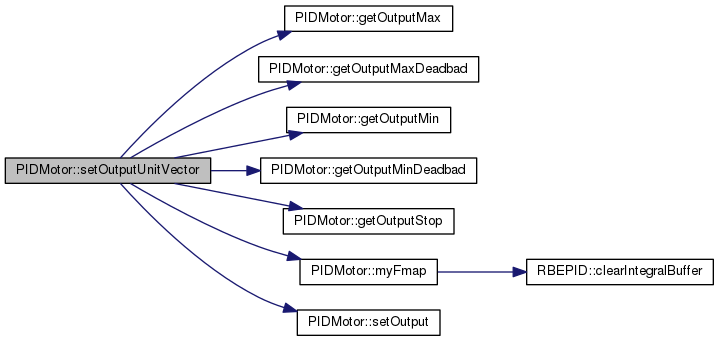 PIDMotor::getOutputMax
PIDMotor::getOutputMaxDeadbad
PIDMotor::getOutputMin
PIDMotor::setOutputUnitVector
PIDMotor::getOutputMinDeadbad
PIDMotor::getOutputStop
PIDMotor::myFmap
RBEPID::clearIntegralBuffer
PIDMotor::setOutput